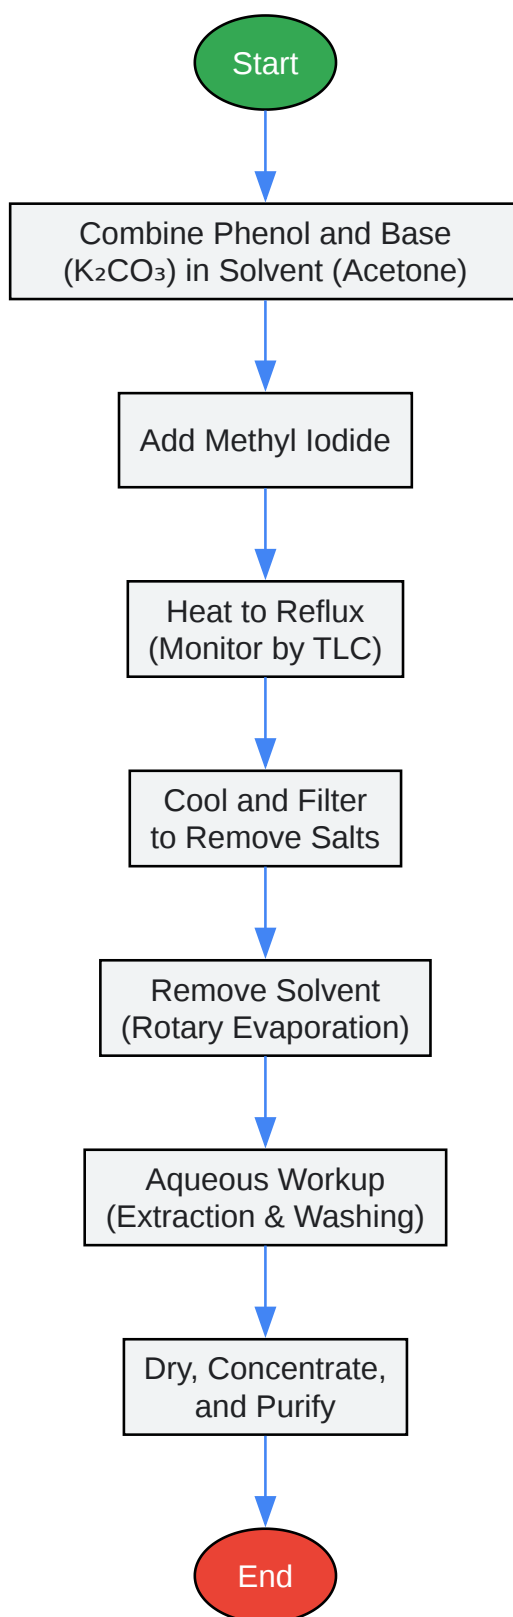 Start
Combine Phenol and Base
(K₂CO₃) in Solvent (Acetone)
Add Methyl Iodide
Heat to Reflux
(Monitor by TLC)
Cool and Filter
to Remove Salts
Remove Solvent
(Rotary Evaporation)
Aqueous Workup
(Extraction & Washing)
Dry, Concentrate,
and Purify
End